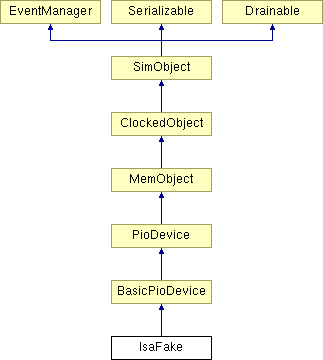 EventManager Serializable Drainable
SimObject
ClockedObject
MemObject
PioDevice
BasicPioDevice
IsaFake